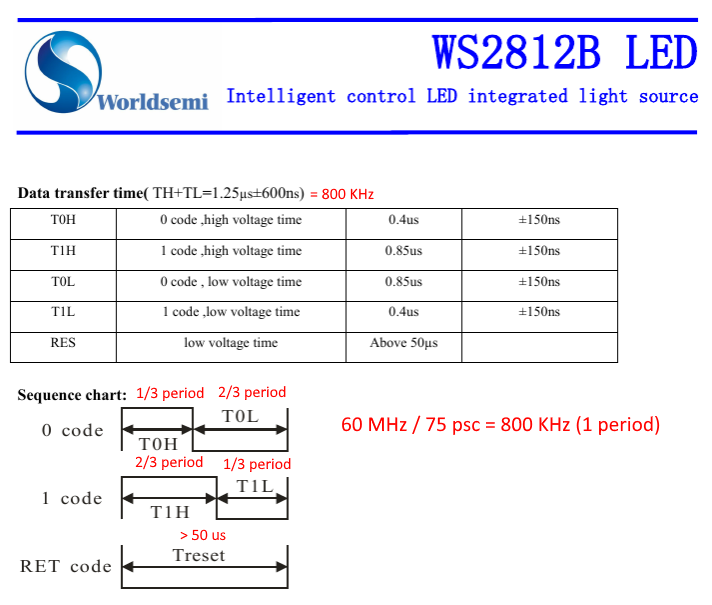 WS2812B LED
Worldsemi
Intelligent control LED integrated light source
Data transfer time( TH+TL=1.25μs±600ns) = 800 KHz
T0H 0 code ,high voltage time 0.4us ±150ns
T1H 1 code ,high voltage time 0.85us ±150ns
T0L 0 code , low voltage time 0.85us ±150ns
T1L 1 code ,low voltage time 0.4us ±150ns
RES low voltage time Above 50μs
Sequence chart: 1/3 period 2/3 period
0 code T0H T0L
60 MHz / 75 psc = 800 KHz (1 period)
2/3 period 1/3 period
1 code T1H T1L
> 50 us
RET code Treset